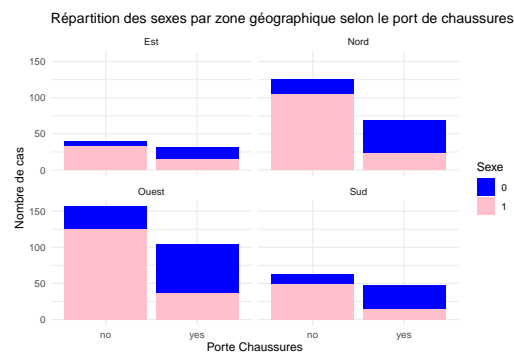 Répartition des sexes par zone géographique selon le port de chaussures
Est
Nord
150
100
50
0
Ouest
Sud
150
100
50
0
no
yes
no
yes
Nombre de cas
Porte Chaussures
Sexe
0
1